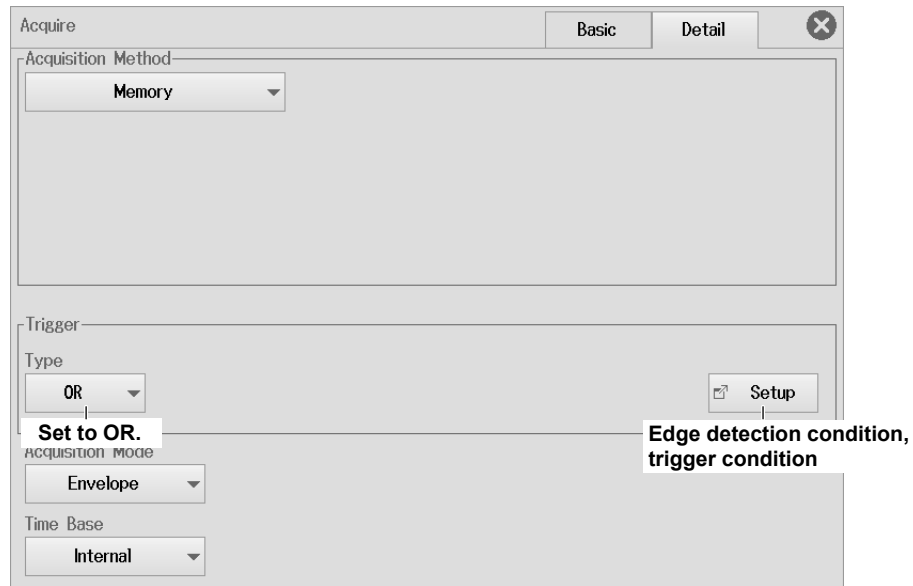 Acquire
Basic
Detail
Acquisition Method
Memory
Trigger
Type
OR
Setup
Set to OR.
Edge detection condition,
trigger condition
Acquisition Mode
Envelope
Time Base
Internal